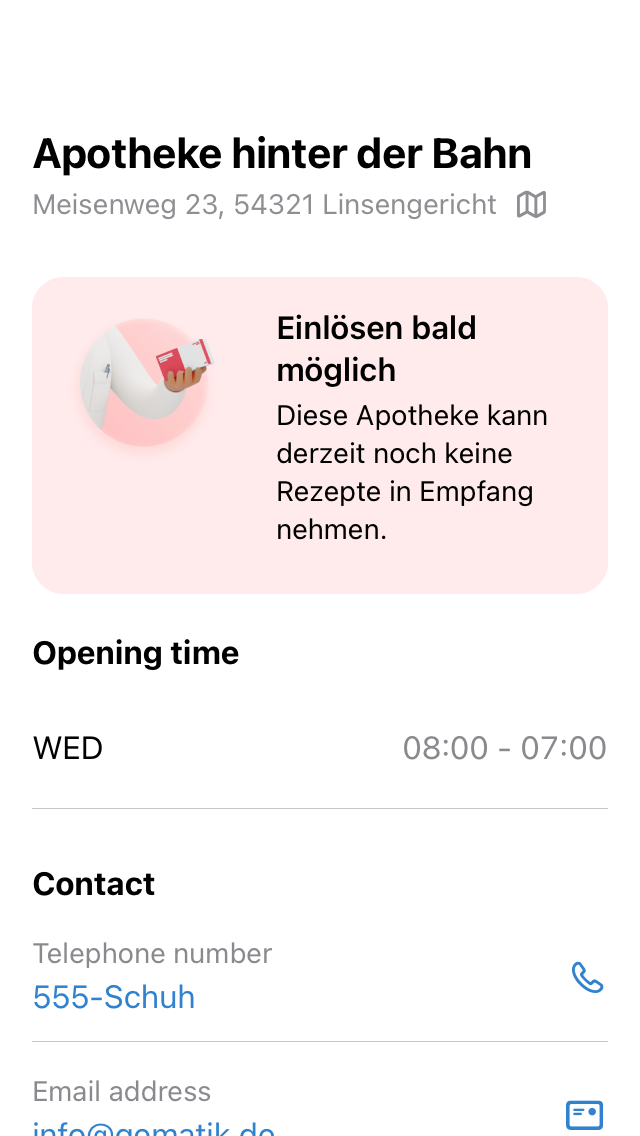 Apotheke hinter der Bahn
Meisenweg 23, 54321 Linsengericht
Einlösen bald
möglich
Diese Apotheke kann
derzeit noch keine
Rezepte in Empfang
nehmen.
Opening time
WED 08:00 - 07:00
Contact
Telephone number
555-Schuh
Email address
info@gematik.de